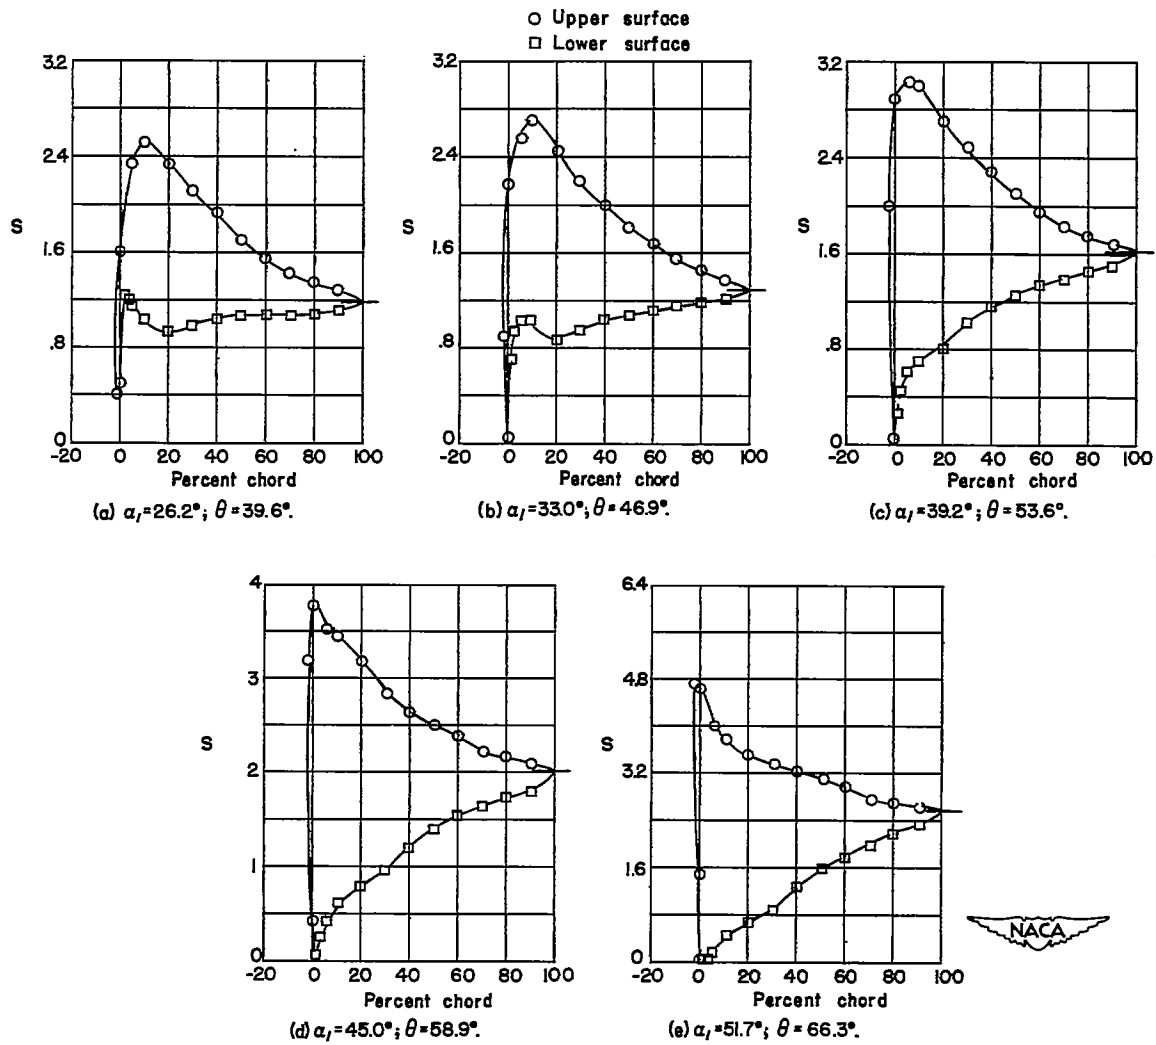 Upper surface
Lower surface
3.2
2.4
S
1.6
.8
0
-20 0 20 40 60 80 100
Percent chord
(a) α₁=26.2°; θ=39.6°.
3.2
2.4
S
1.6
.8
0
-20 0 20 40 60 80 100
Percent chord
(b) α₁=33.0°; θ=46.9°.
3.2
2.4
S
1.6
.8
0
-20 0 20 40 60 80 100
Percent chord
(c) α₁=39.2°; θ=53.6°.
4
3
S
2
1
0
-20 0 20 40 60 80 100
Percent chord
(d) α₁=45.0°; θ=58.9°.
6.4
4.8
S
3.2
1.6
0
-20 0 20 40 60 80 100
Percent chord
(e) α₁=51.7°; θ=66.3°.
NACA